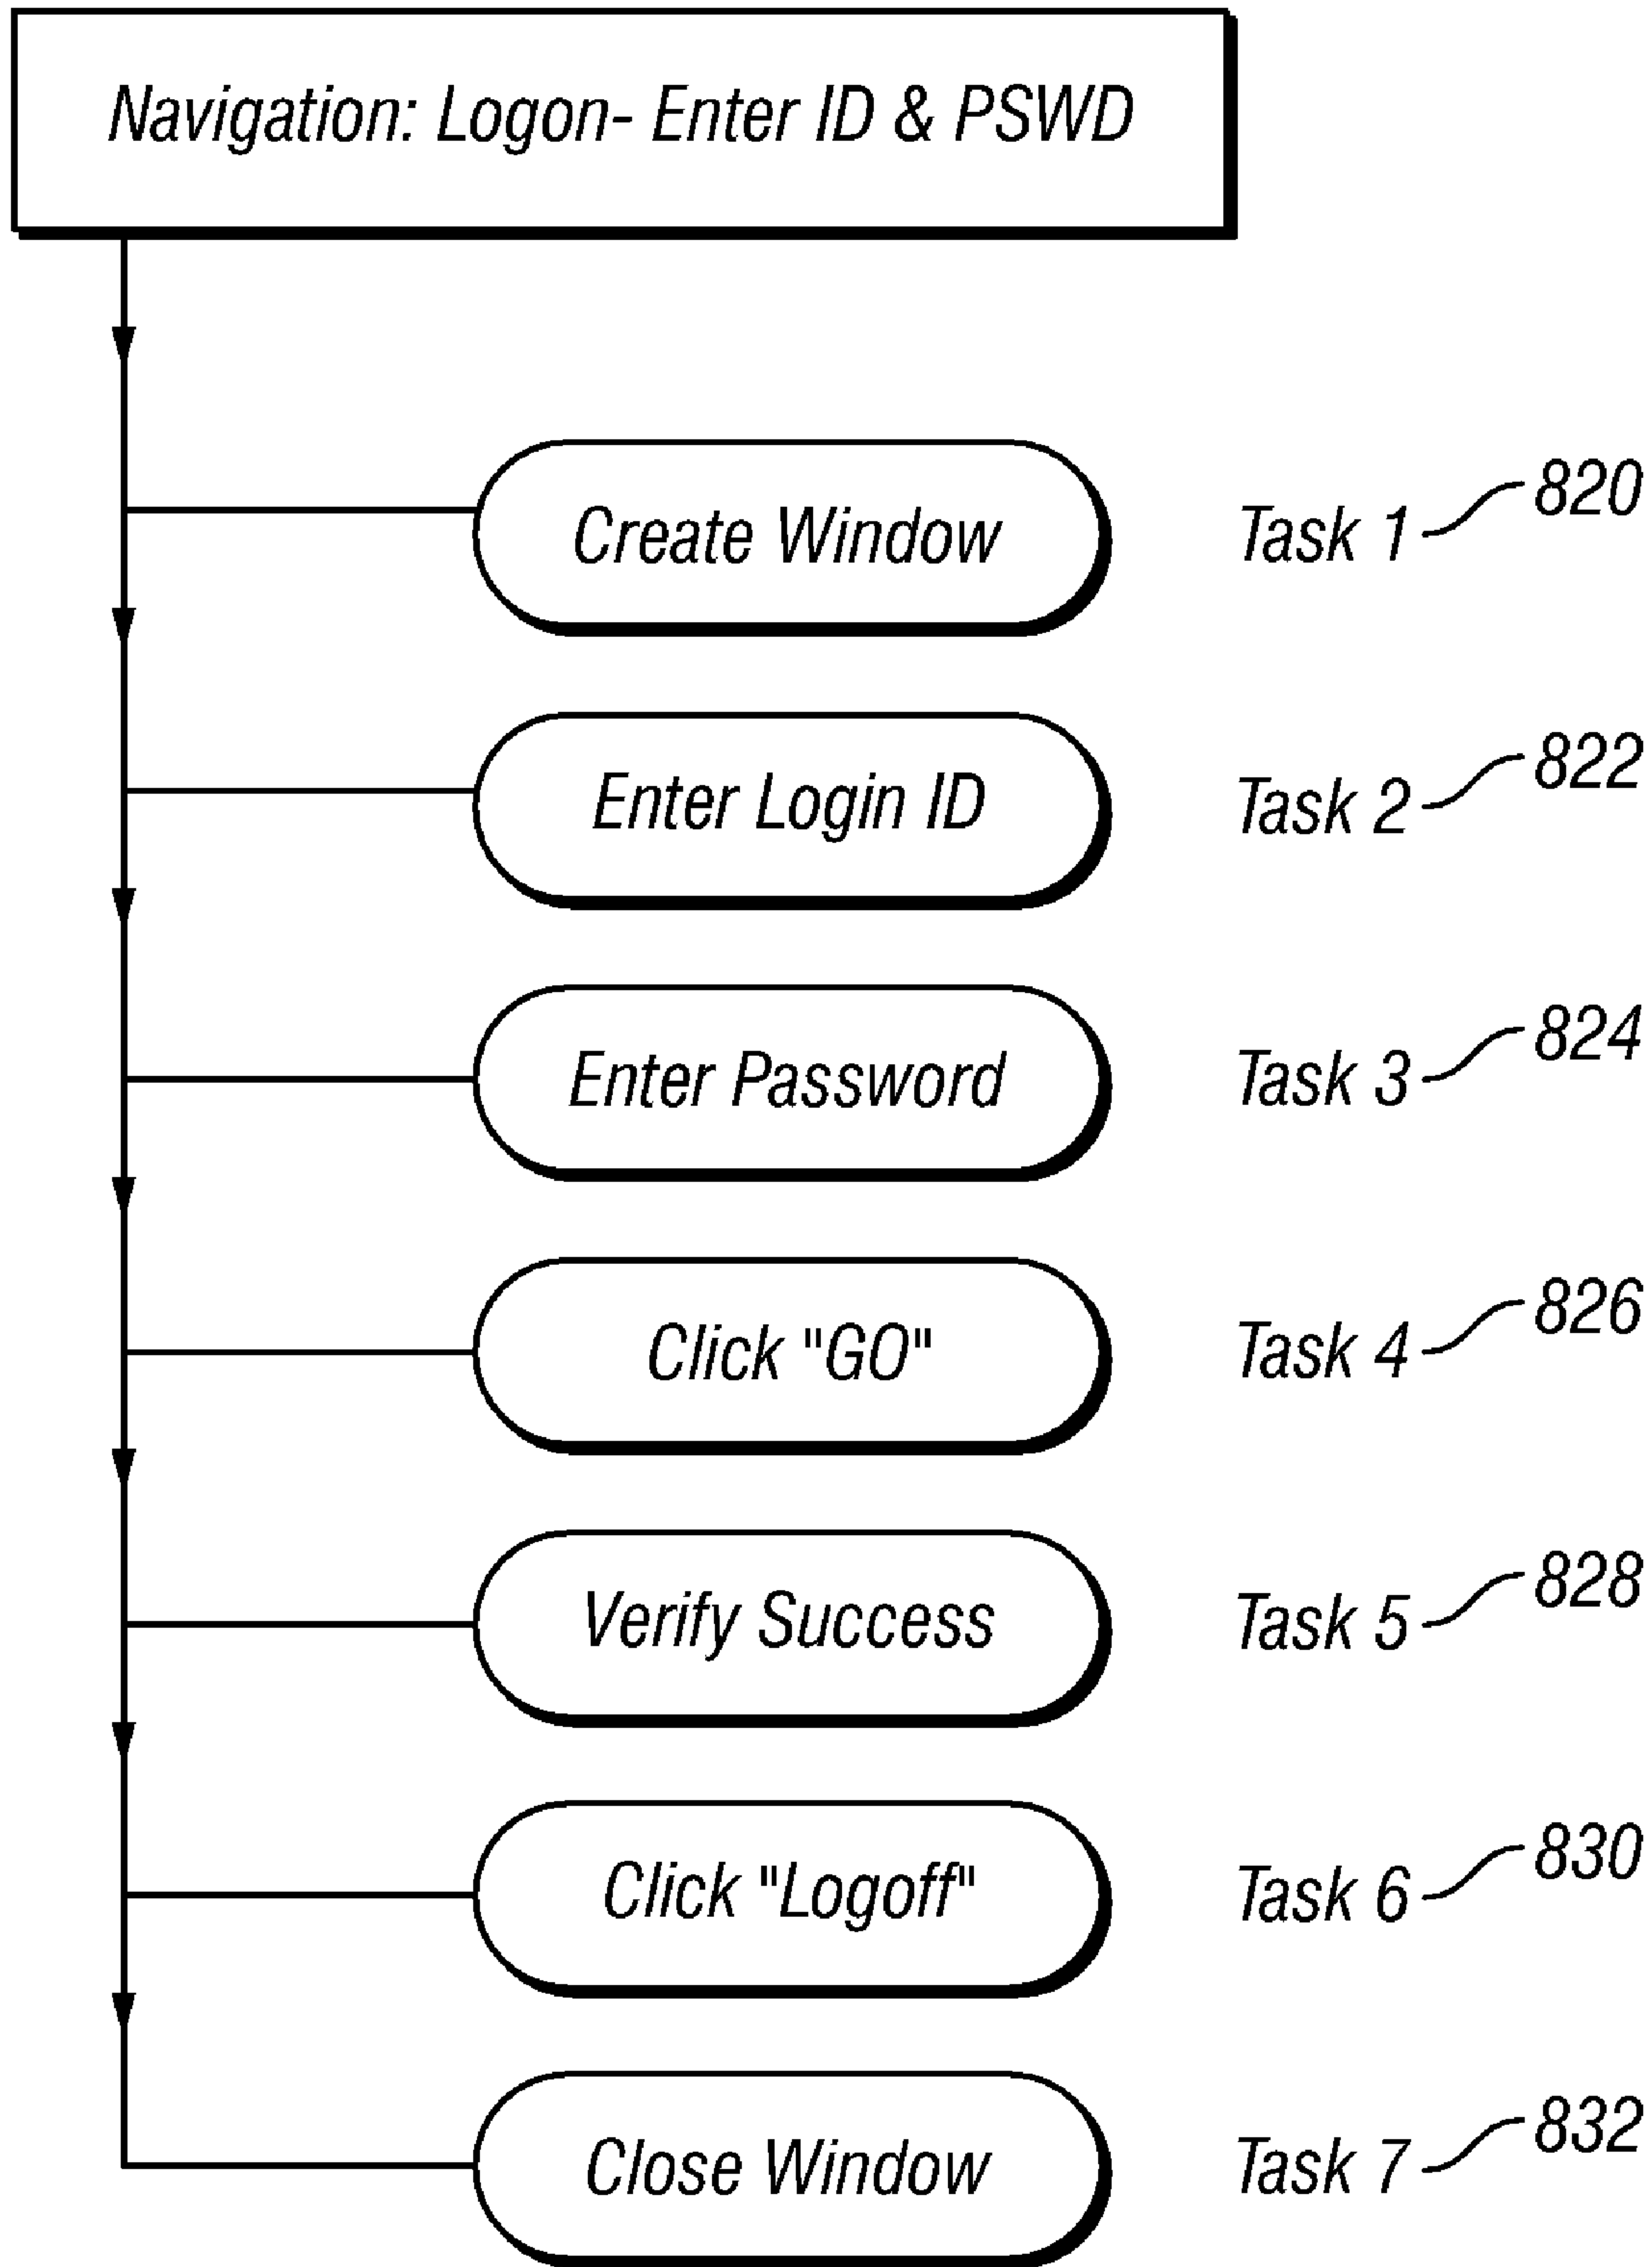 Navigation: Logon- Enter ID & PSWD
Create Window Task 1 820
Enter Login ID Task 2 822
Enter Password Task 3 824
Click "GO" Task 4 826
Verify Success Task 5 828
Click "Logoff" Task 6 830
Close Window Task 7 832